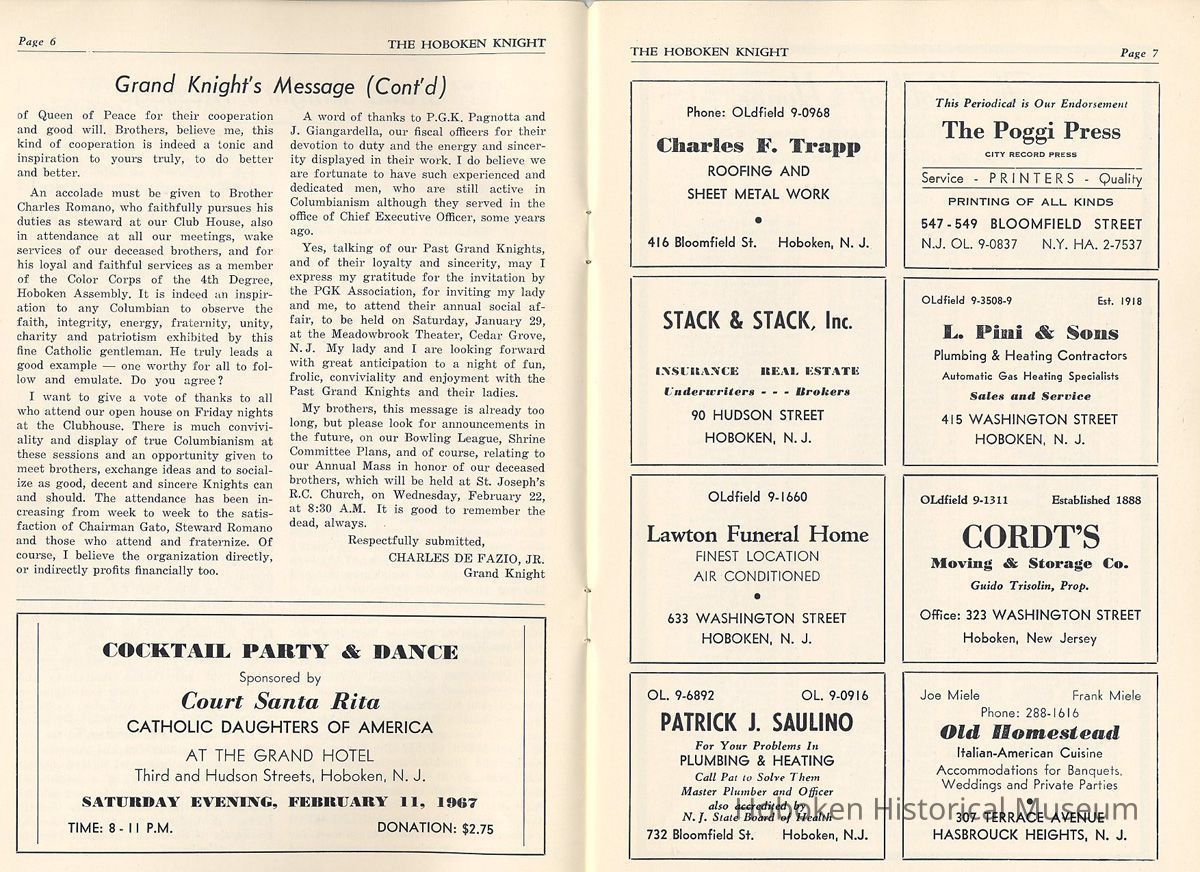 Page 6
THE HOBOKEN KNIGHT
Grand Knight's Message (Cont'd)
of Queen of Peace for their cooperation
and good will. Brothers, believe me, this
kind of cooperation is indeed a tonic and
inspiration to yours truly, to do better
and better.
An accolade must be given to Brother
Charles Romano, who faithfully pursues his
duties as steward at our Club House, also
in attendance at all our meetings, wake
services of our deceased brothers, and for
his loyal and faithful services as a member
of the Color Corps of the 4th Degree,
Hoboken Assembly. It is indeed an inspir-
ation to any Columbian to observe the
faith, integrity, energy, fraternity, unity,
charity and patriotism exhibited by this
fine Catholic gentleman. He truly leads a
good example — one worthy for all to fol-
low and emulate. Do you agree?
I want to give a vote of thanks to all
who attend our open house on Friday nights
at the Clubhouse. There is much convivi-
ality and display of true Columbianism at
these sessions and an opportunity given to
meet brothers, exchange ideas and to social-
ize as good, decent and sincere Knights can
and should. The attendance has been in-
creasing from week to week to the satis-
faction of Chairman Gato, Steward Romano
and those who attend and fraternize. Of
course, I believe the organization directly,
or indirectly profits financially too.
A word of thanks to P.G.K. Pagnotta and
J. Giangardella, our fiscal officers for their
devotion to duty and the energy and sincer-
ity displayed in their work. I do believe we
are fortunate to have such experienced and
dedicated men, who are still active in
Columbianism although they served in the
office of Chief Executive Officer, some years
ago.
Yes, talking of our Past Grand Knights,
and of their loyalty and sincerity, may I
express my gratitude for the invitation by
the PGK Association, for inviting my lady
and me, to attend their annual social af-
fair, to be held on Saturday, January 29,
at the Meadowbrook Theater, Cedar Grove,
N.J. My lady and I are looking forward
with great anticipation to a night of fun,
frolic, conviviality and enjoyment with the
Past Grand Knights and their ladies.
My brothers, this message is already too
long, but please look for announcements in
the future, on our Bowling League, Shrine
Committee Plans, and of course, relating to
our Annual Mass in honor of our deceased
brothers, which will be held at St. Joseph's
R.C. Church, on Wednesday, February 22,
at 8:30 A.M. It is good to remember the
dead, always.
Respectfully submitted,
CHARLES DE FAZIO, JR.
Grand Knight
COCKTAIL PARTY & DANCE
Sponsored by
Court Santa Rita
CATHOLIC DAUGHTERS OF AMERICA
AT THE GRAND HOTEL
Third and Hudson Streets, Hoboken, N. J.
SATURDAY EVENING, FEBRUARY 11, 1967
TIME: 8 - 11 P.M.
DONATION: $2.75
THE HOBOKEN KNIGHT
Page 7
Phone: OLdfield 9-0968
Charles F. Trapp
ROOFING AND
SHEET METAL WORK
•
416 Bloomfield St. Hoboken, N. J.
This Periodical is Our Endorsement
The Poggi Press
CITY RECORD PRESS
Service - PRINTERS - Quality
PRINTING OF ALL KINDS
547 - 549 BLOOMFIELD STREET
N.J. OL. 9-0837 N.Y. HA. 2-7537
STACK & STACK, Inc.
INSURANCE REAL ESTATE
Underwriters - - - Brokers
90 HUDSON STREET
HOBOKEN, N. J.
OLdfield 9-3508-9 Est. 1918
L. Pini & Sons
Plumbing & Heating Contractors
Automatic Gas Heating Specialists
Sales and Service
415 WASHINGTON STREET
HOBOKEN, N. J.
OLdfield 9-1660
Lawton Funeral Home
FINEST LOCATION
AIR CONDITIONED
•
633 WASHINGTON STREET
HOBOKEN, N. J.
OLdfield 9-1311 Established 1888
CORDT'S
Moving & Storage Co.
Guido Trisolin, Prop.
Office: 323 WASHINGTON STREET
Hoboken, New Jersey
OL. 9-6892 OL. 9-0916
PATRICK J. SAULINO
For Your Problems In
PLUMBING & HEATING
Call Pat to Solve Them
Master Plumber and Officer
also accredited by
N. J. State Board of Health
732 Bloomfield St. Hoboken, N.J.
Joe Miele Frank Miele
Phone: 288-1616
Old Homestead
Italian-American Cuisine
Accommodations for Banquets,
Weddings and Private Parties
•
307 TERRACE AVENUE
HASBROUCK HEIGHTS, N. J.
Hoboken Historical Museum